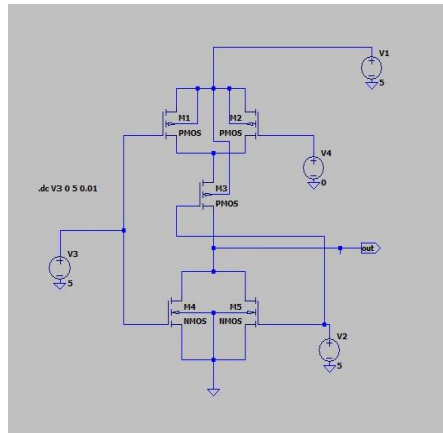 V1
5
M1
M2
PMOS
PMOS
V4
0
M3
PMOS
.dc V3 0 5 0.01
out
V3
5
M4
M5
NMOS
NMOS
V2
5